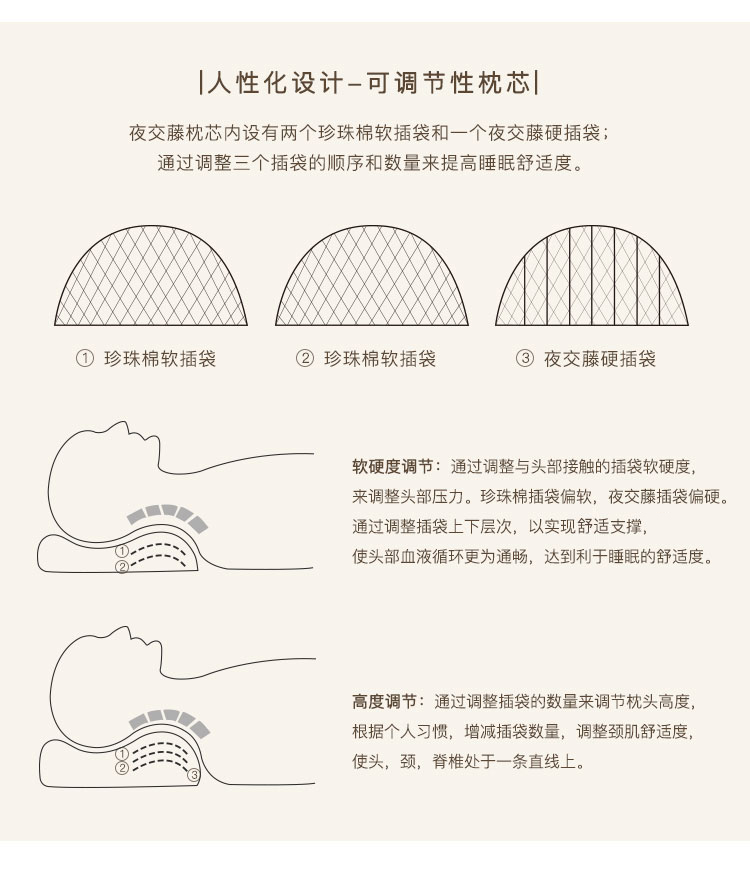 人性化设计-可调节性枕芯
夜交藤枕芯内设有两个珍珠棉软插袋和一个夜交藤硬插袋；
通过调整三个插袋的顺序和数量来提高睡眠舒适度。
① 珍珠棉软插袋
② 珍珠棉软插袋
③ 夜交藤硬插袋
软硬度调节：通过调整与头部接触的插袋软硬度，
来调整头部压力。珍珠棉插袋偏软，夜交藤插袋偏硬。
通过调整插袋上下层次，以实现舒适支撑，
使头部血液循环更为通畅，达到利于睡眠的舒适度。
①
②
高度调节：通过调整插袋的数量来调节枕头高度，
根据个人习惯，增减插袋数量，调整颈肌舒适度，
使头，颈，脊椎处于一条直线上。
①
②
③